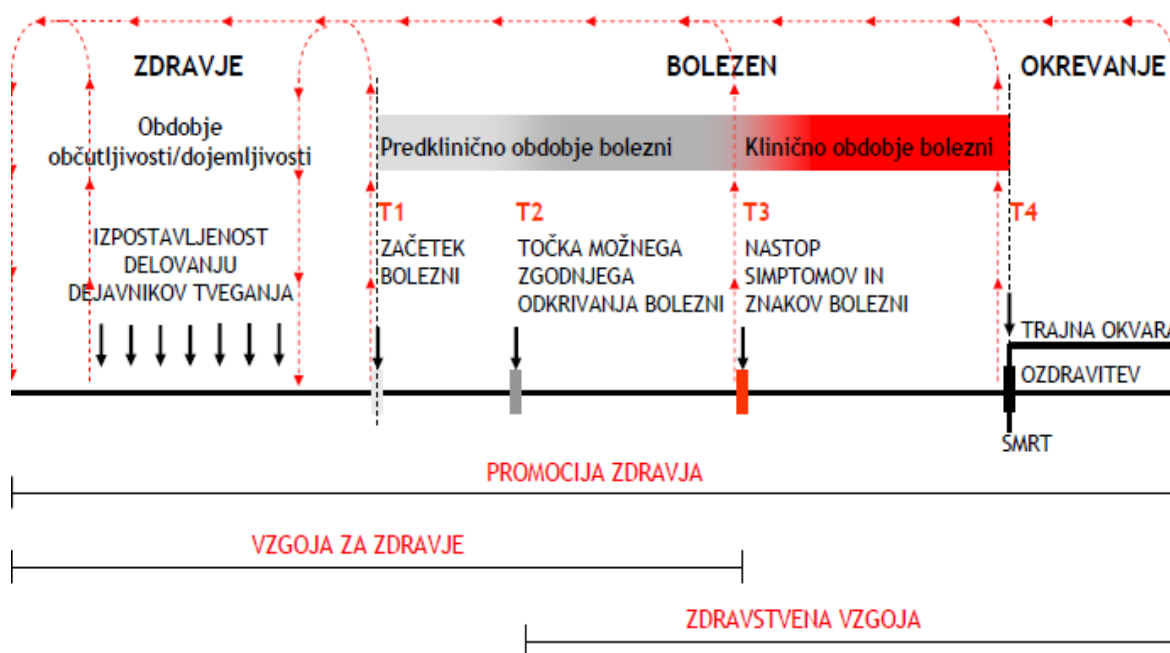 ZDRAVJE
BOLEZEN
OKREVANJE
Obdobje
občutljivosti/dojemljivosti
Predklinično obdobje bolezni
Klinično obdobje bolezni
T1
T2
T3
T4
IZPOSTAVLJENOST
DELOVANJU
DEJAVNIKOV TVEGANJA
ZAČETEK
BOLEZNI
TOČKA MOŽNEGA
ZGODNJEGA
ODKRIVANJA BOLEZNI
NASTOP
SIMPTOMOV IN
ZNAKOV BOLEZNI
TRAJNA OKVARA
OZDRAVITEV
SMRT
PROMOCIJA ZDRAVJA
VZGOJA ZA ZDRAVJE
ZDRAVSTVENA VZGOJA